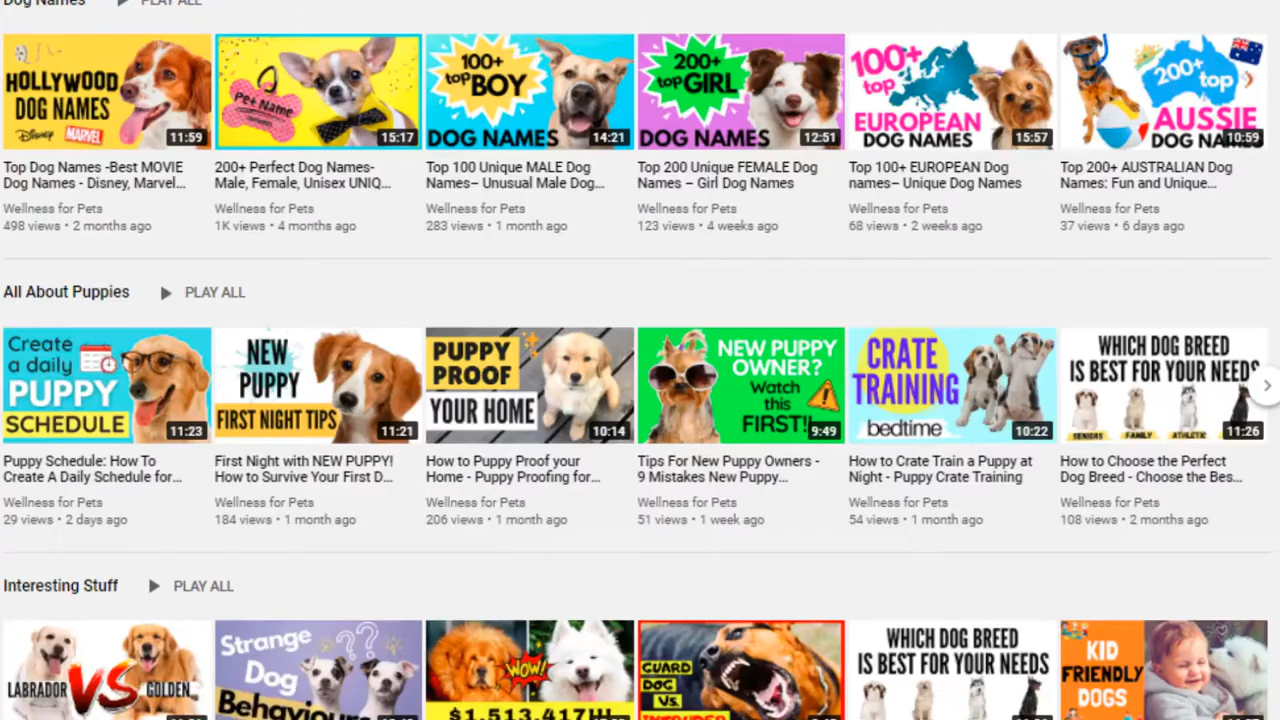 Dog Names PLAY ALL
HOLLYWOOD
DOG NAMES
Disney MARVEL
11:59
Pet Name
15:17
100+
top BOY
DOG NAMES
14:21
200+
top GIRL
DOG NAMES
12:51
100+
top
EUROPEAN
DOG NAMES
15:57
200+
top
AUSSIE
DOG NAMES
10:59
Top Dog Names -Best MOVIE
Dog Names - Disney, Marvel...
Wellness for Pets
498 views • 2 months ago
200+ Perfect Dog Names-
Male, Female, Unisex UNIQ...
Wellness for Pets
1K views • 4 months ago
Top 100 Unique MALE Dog
Names– Unusual Male Dog...
Wellness for Pets
283 views • 1 month ago
Top 200 Unique FEMALE Dog
Names – Girl Dog Names
Wellness for Pets
123 views • 4 weeks ago
Top 100+ EUROPEAN Dog
names– Unique Dog Names
Wellness for Pets
68 views • 2 weeks ago
Top 200+ AUSTRALIAN Dog
Names: Fun and Unique...
Wellness for Pets
37 views • 6 days ago
All About Puppies PLAY ALL
Create
a daily
PUPPY
SCHEDULE
11:23
NEW
PUPPY
FIRST NIGHT TIPS
11:21
PUPPY
PROOF
YOUR HOME
10:14
NEW PUPPY
OWNER?
Watch
this
FIRST!!
9:49
CRATE
TRAINING
bedtime
10:22
WHICH DOG BREED
IS BEST FOR YOUR NEEDS
SENIORS FAMILY ATHLETIC
11:26
Puppy Schedule: How To
Create A Daily Schedule for...
Wellness for Pets
29 views • 2 days ago
First Night with NEW PUPPY!
How to Survive Your First D...
Wellness for Pets
184 views • 1 month ago
How to Puppy Proof your
Home - Puppy Proofing for...
Wellness for Pets
206 views • 1 month ago
Tips For New Puppy Owners -
9 Mistakes New Puppy...
Wellness for Pets
51 views • 1 week ago
How to Crate Train a Puppy at
Night - Puppy Crate Training
Wellness for Pets
54 views • 1 month ago
How to Choose the Perfect
Dog Breed - Choose the Bes...
Wellness for Pets
108 views • 2 months ago
Interesting Stuff PLAY ALL
LABRADOR VS GOLDEN
Strange
Dog
Behaviour
WOW!
$1,513,417!!!
GUARD
DOG
VS.
INTRUDER
WHICH DOG BREED
IS BEST FOR YOUR NEEDS
KID
FRIENDLY
DOGS